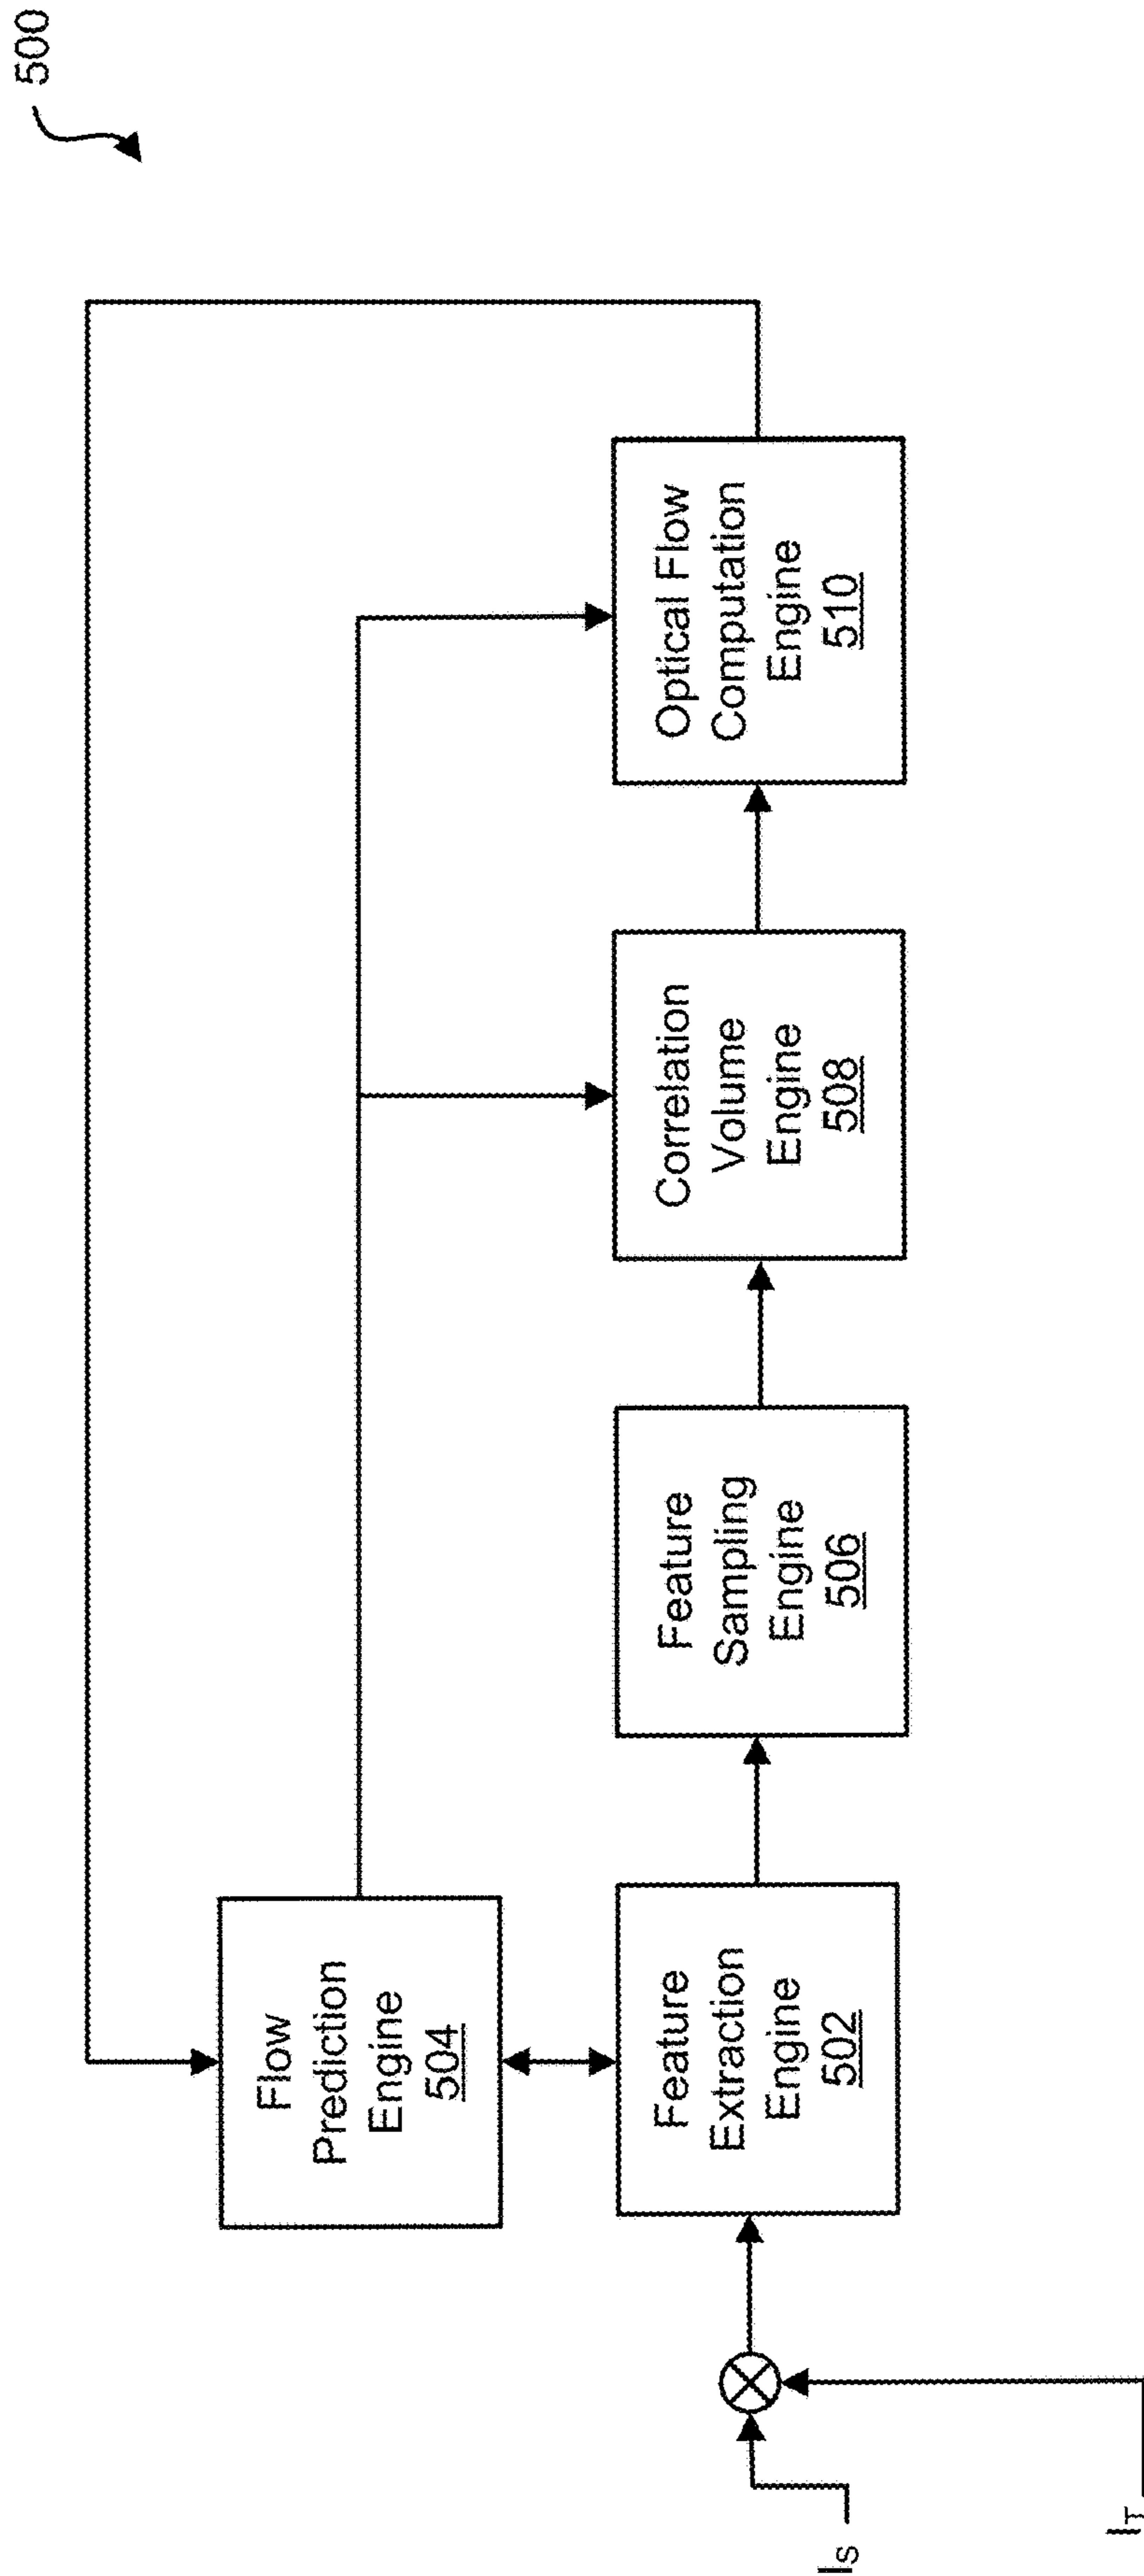 500
Flow
Prediction
Engine
504
Feature
Extraction
Engine
502
Feature
Sampling
Engine
506
Correlation
Volume
Engine
508
Optical Flow
Computation
Engine
510
IS
IT